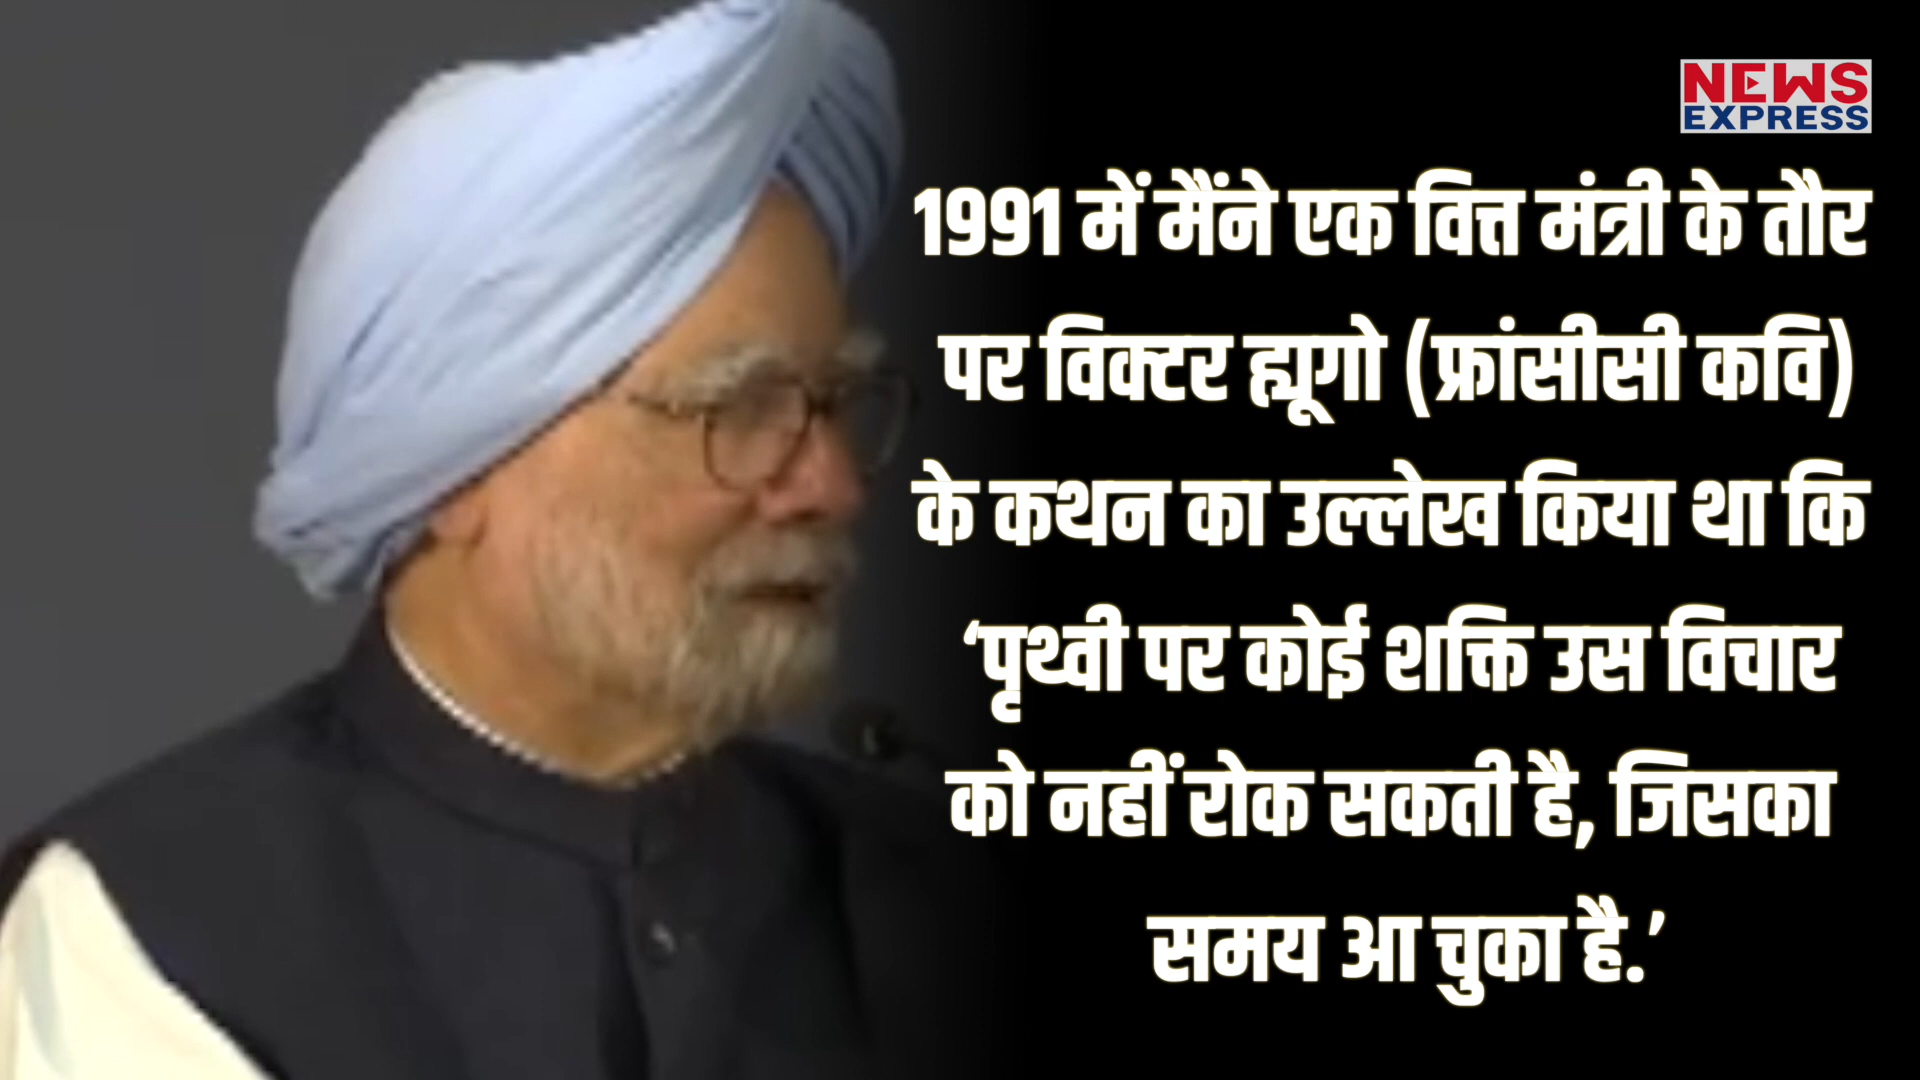 NEWS
EXPRESS
1991 में मैंने एक वित्त मंत्री के तौर
पर विक्टर ह्यूगो (फ्रांसीसी कवि)
के कथन का उल्लेख किया था कि
‘पृथ्वी पर कोई शक्ति उस विचार
को नहीं रोक सकती है, जिसका
समय आ चुका है.’